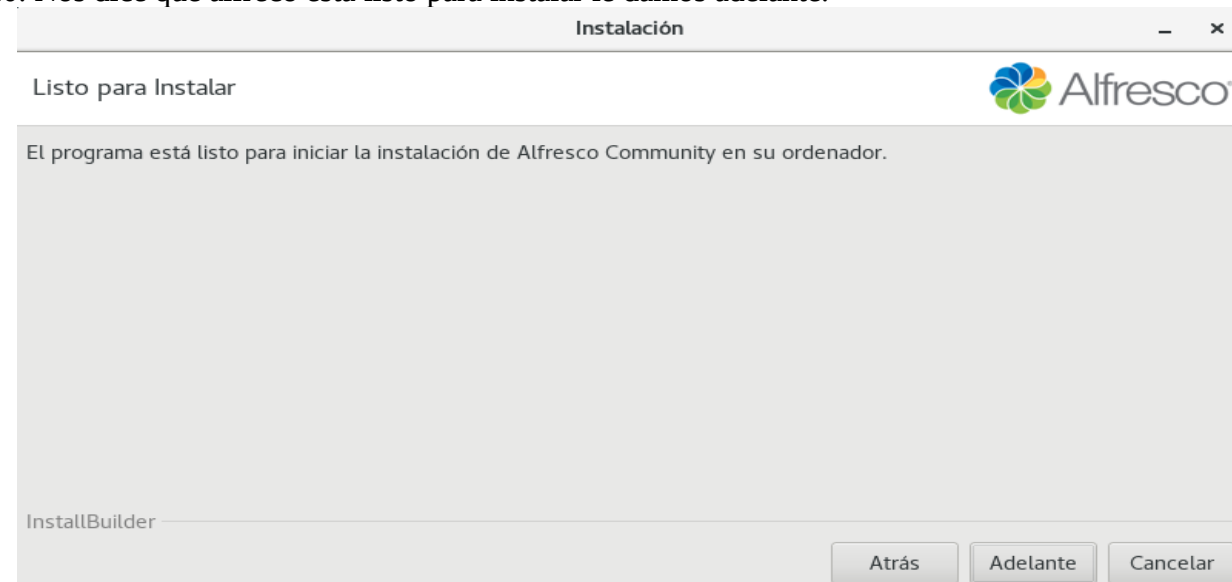 Nos dice que alfreso está listo para instalar le damos adelante.
Instalación
Listo para Instalar
Alfresco
El programa está listo para iniciar la instalación de Alfresco Community en su ordenador.
InstallBuilder
Atrás Adelante Cancelar